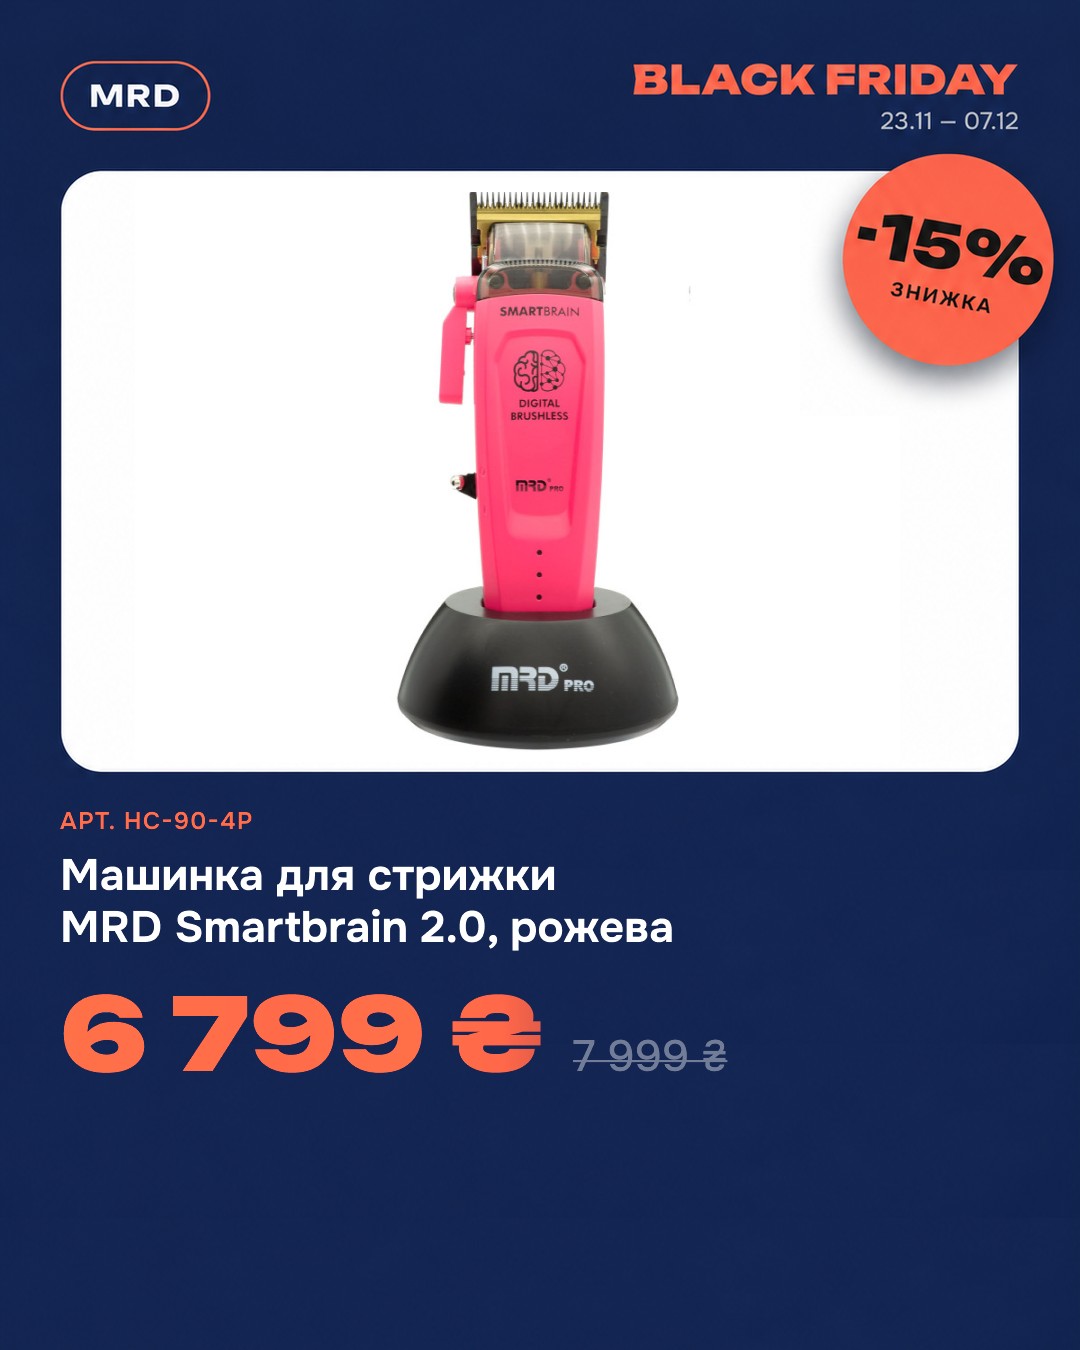 MRD
BLACK FRIDAY
23.11 – 07.12
-15%
ЗНИЖКА
SMARTBRAIN
DIGITAL
BRUSHLESS
MRD® PRO
MRD® PRO
АРТ. HC-90-4P
Машинка для стрижки
MRD Smartbrain 2.0, рожева
6 799 ₴ 7 999 ₴